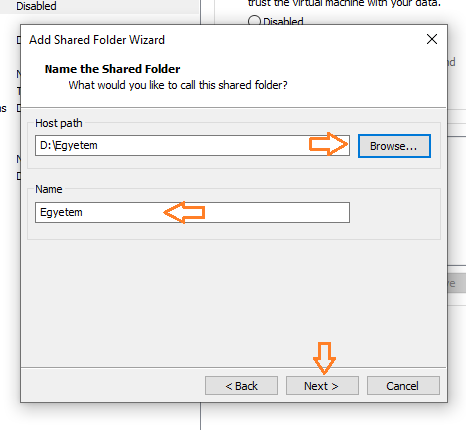 Disabled
trust the virtual machine with your data.
Disabled
Add Shared Folder Wizard
Name the Shared Folder
What would you like to call this shared folder?
Host path
D:\Egyetem
Browse...
Name
Egyetem
< Back
Next >
Cancel